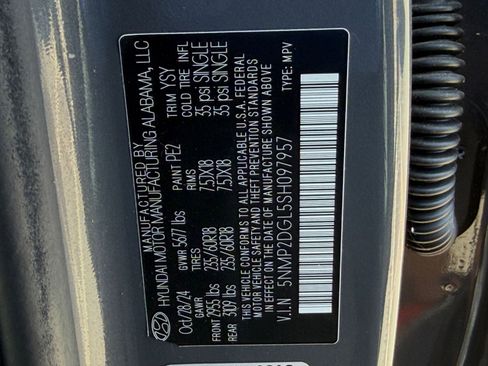 MANUFACTURED BY
HYUNDAI MOTOR MANUFACTURING ALABAMA, LLC
Oct/28/24 GVWR 5677 lbs PAINT PEZ TRIM YSY
GAWR TIRES RIMS COLD TIRE INFL
FRONT 2955 lbs 235/60R18 7.5JX18 35 psi SINGLE
REAR 3107 lbs 235/60R18 7.5JX18 35 psi SINGLE
THIS VEHICLE CONFORMS TO ALL APPLICABLE U.S.A. FEDERAL
MOTOR VEHICLE SAFETY AND THEFT PREVENTION
STANDARDS IN EFFECT ON THE DATE OF MANUFACTURE SHOWN ABOVE
V.I.N 5NMP2DGL5SH097957 TYPE: MPV